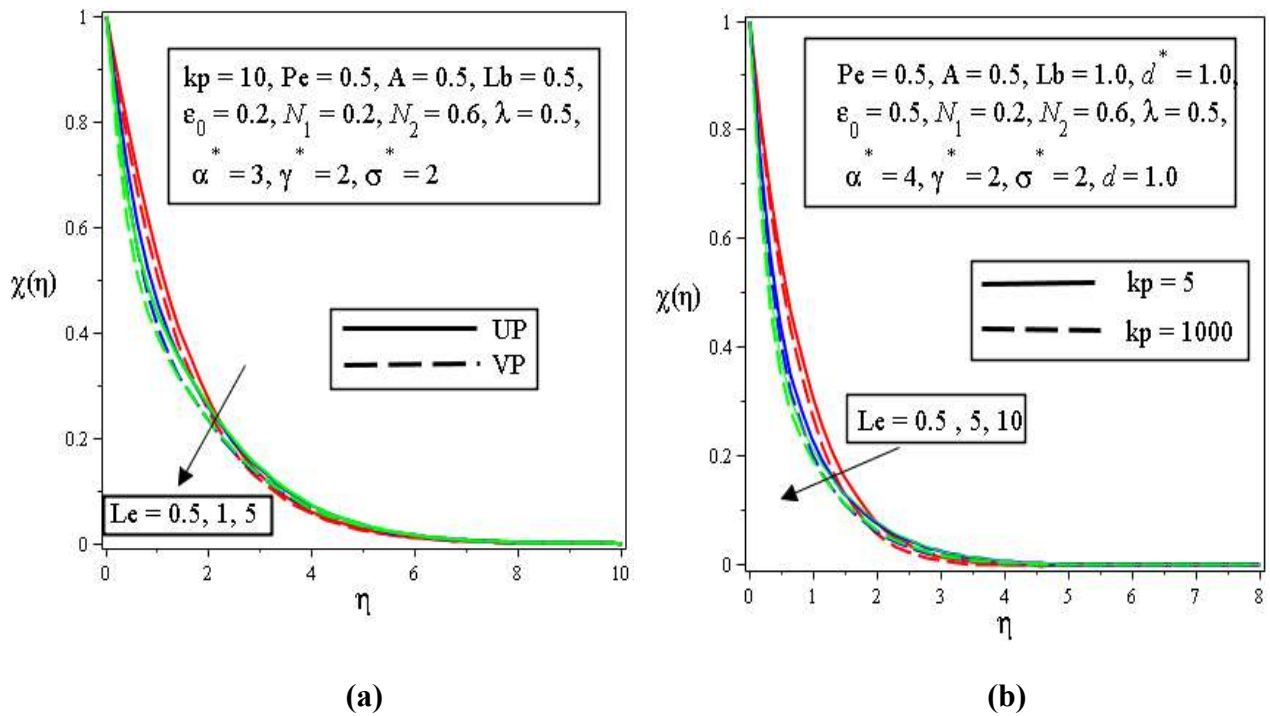 1
kp = 10, Pe = 0.5, A = 0.5, Lb = 0.5,
ε₀ = 0.2, N₁ = 0.2, N₂ = 0.6, λ = 0.5,
α* = 3, γ* = 2, σ* = 2
0.8
0.6
χ(η)
0.4
0.2
0
UP
VP
Le = 0.5, 1, 5
0
2
4
6
8
10
η
(a)
1
Pe = 0.5, A = 0.5, Lb = 1.0, d* = 1.0,
ε₀ = 0.5, N₁ = 0.2, N₂ = 0.6, λ = 0.5,
α* = 4, γ* = 2, σ* = 2, d = 1.0
0.8
0.6
χ(η)
0.4
0.2
0
kp = 5
kp = 1000
Le = 0.5 , 5, 10
0
1
2
3
4
5
6
7
8
η
(b)